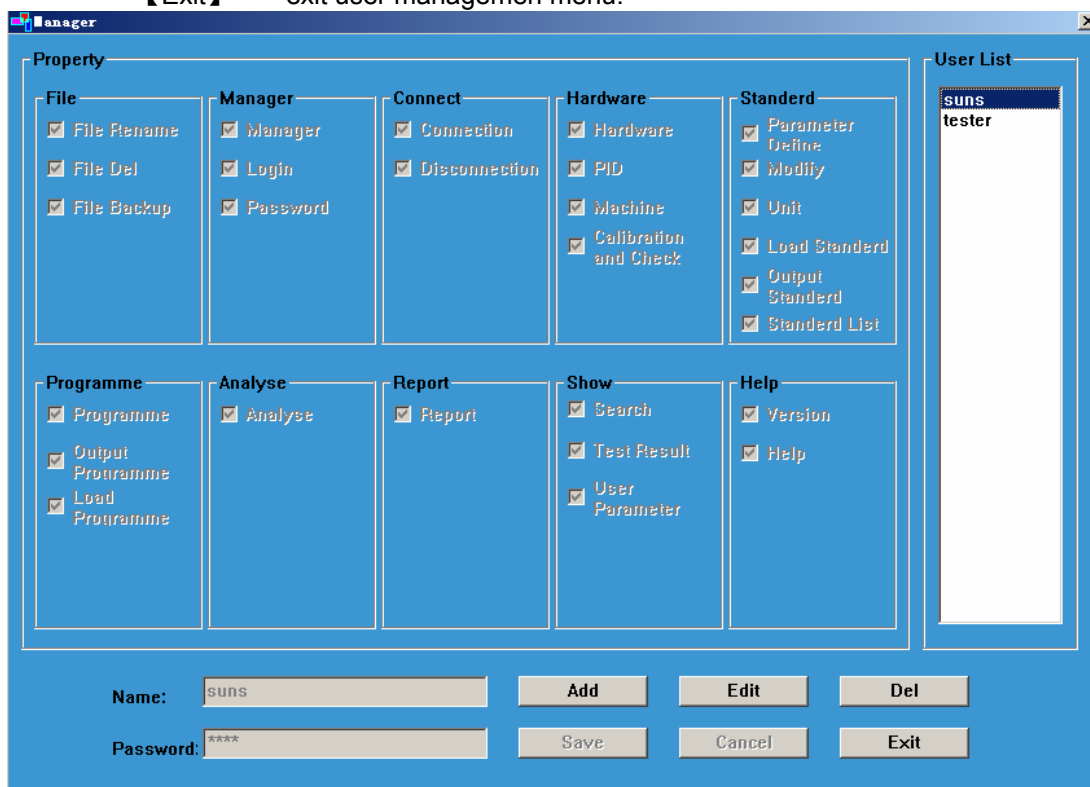 【Exit】 exit user managemen menu.
Manager
Property
File
File Rename
File Del
File Backup
Manager
Manager
Login
Password
Connect
Connection
Disconnection
Hardware
Hardware
PID
Machine
Calibration
and Check
Standerd
Parameter
Define
Modify
Unit
Load Standerd
Output
Standerd
Standerd List
Programme
Programme
Output
Programme
Load
Programme
Analyse
Analyse
Report
Report
Show
Search
Test Result
User
Parameter
Help
Version
Help
User List
suns
tester
Name: suns
Password: ****
Add Edit Del
Save Cancel Exit